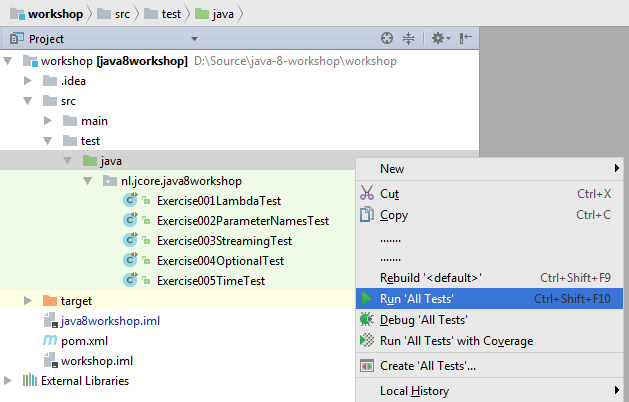 workshop src test java
Project
workshop [java8workshop] D:\Source\java-8-workshop\workshop
.idea
src
main
test
java
nl.jcore.java8workshop
Exercise001LambdaTest
Exercise002ParameterNamesTest
Exercise003StreamingTest
Exercise004OptionalTest
Exercise005TimeTest
target
java8workshop.iml
pom.xml
workshop.iml
External Libraries
New
Cut Ctrl+X
Copy Ctrl+C
.......
.......
Rebuild '<default>' Ctrl+Shift+F9
Run 'All Tests' Ctrl+Shift+F10
Debug 'All Tests'
Run 'All Tests' with Coverage
Create 'All Tests'...
Local History